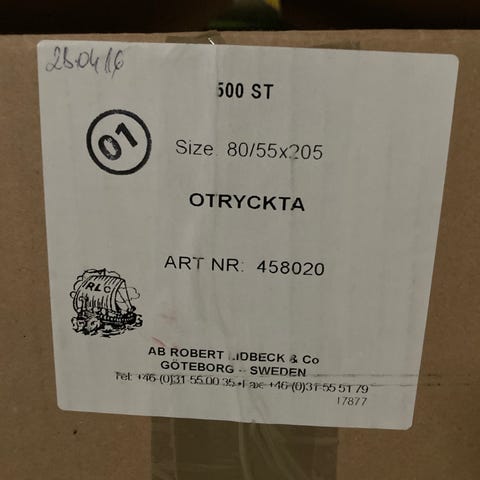 25.04.16
500 ST
01
Size: 80/55x205
OTRYCKTA
ART NR: 458020
RLC
AB ROBERT LIDBECK & Co
GÖTEBORG - SWEDEN
Tel: +46-(0)31 55 00 35 • Fax: +46-(0)31 55 51 79
17877